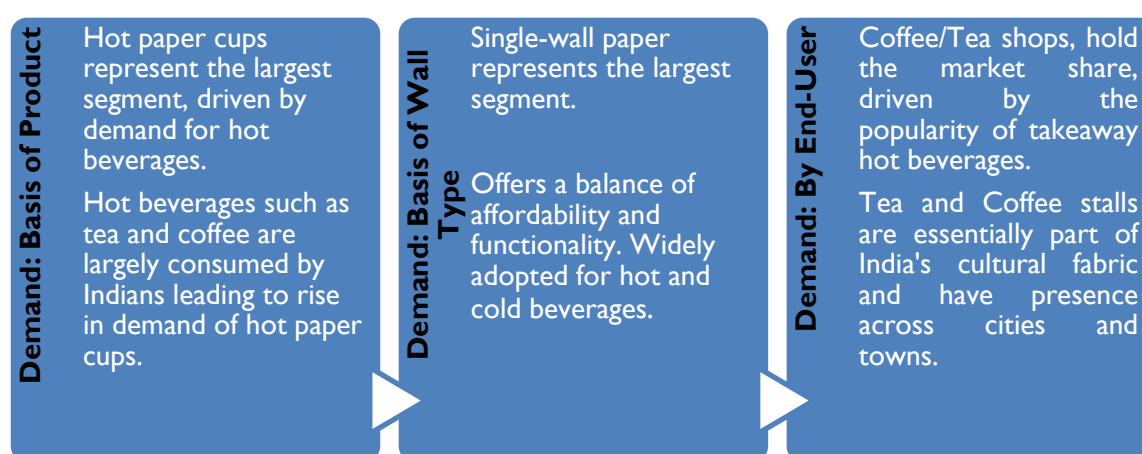 Demand: Basis of Product
Hot paper cups
represent the largest
segment, driven by
demand for hot
beverages.
Hot beverages such as
tea and coffee are
largely consumed by
Indians leading to rise
in demand of hot paper
cups.
Demand: Basis of Wall
Type
Single-wall paper
represents the largest
segment.
Offers a balance of
affordability and
functionality. Widely
adopted for hot and
cold beverages.
Demand: By End-User
Coffee/Tea shops, hold
the market share,
driven by the
popularity of takeaway
hot beverages.
Tea and Coffee stalls
are essentially part of
India's cultural fabric
and have presence
across cities and
towns.